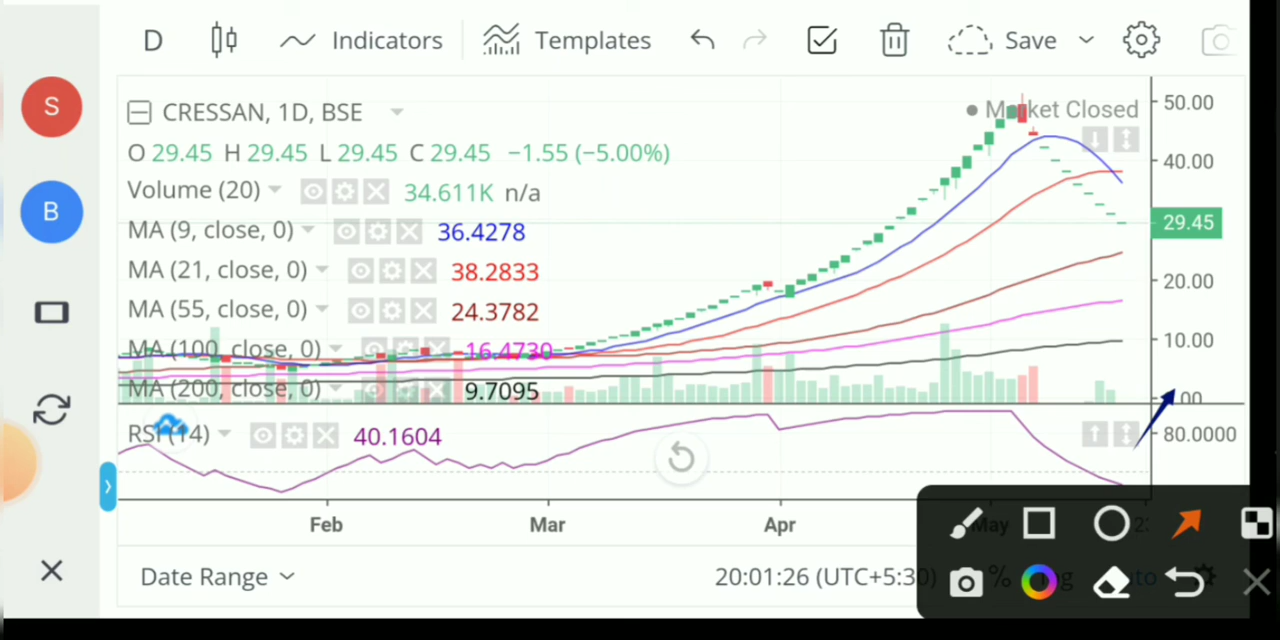 D Indicators Templates Save
S
CRESSAN, 1D, BSE
Market Closed
50.00
O 29.45 H 29.45 L 29.45 C 29.45 −1.55 (−5.00%)
40.00
Volume (20) 34.611K n/a
B
29.45
MA (9, close, 0) 36.4278
MA (21, close, 0) 38.2833
20.00
MA (55, close, 0) 24.3782
10.00
MA (100, close, 0) 16.4730
MA (200, close, 0) 9.7095
RSI (14) 40.1604
80.0000
Feb Mar Apr May
Date Range
20:01:26 (UTC+5:30) %